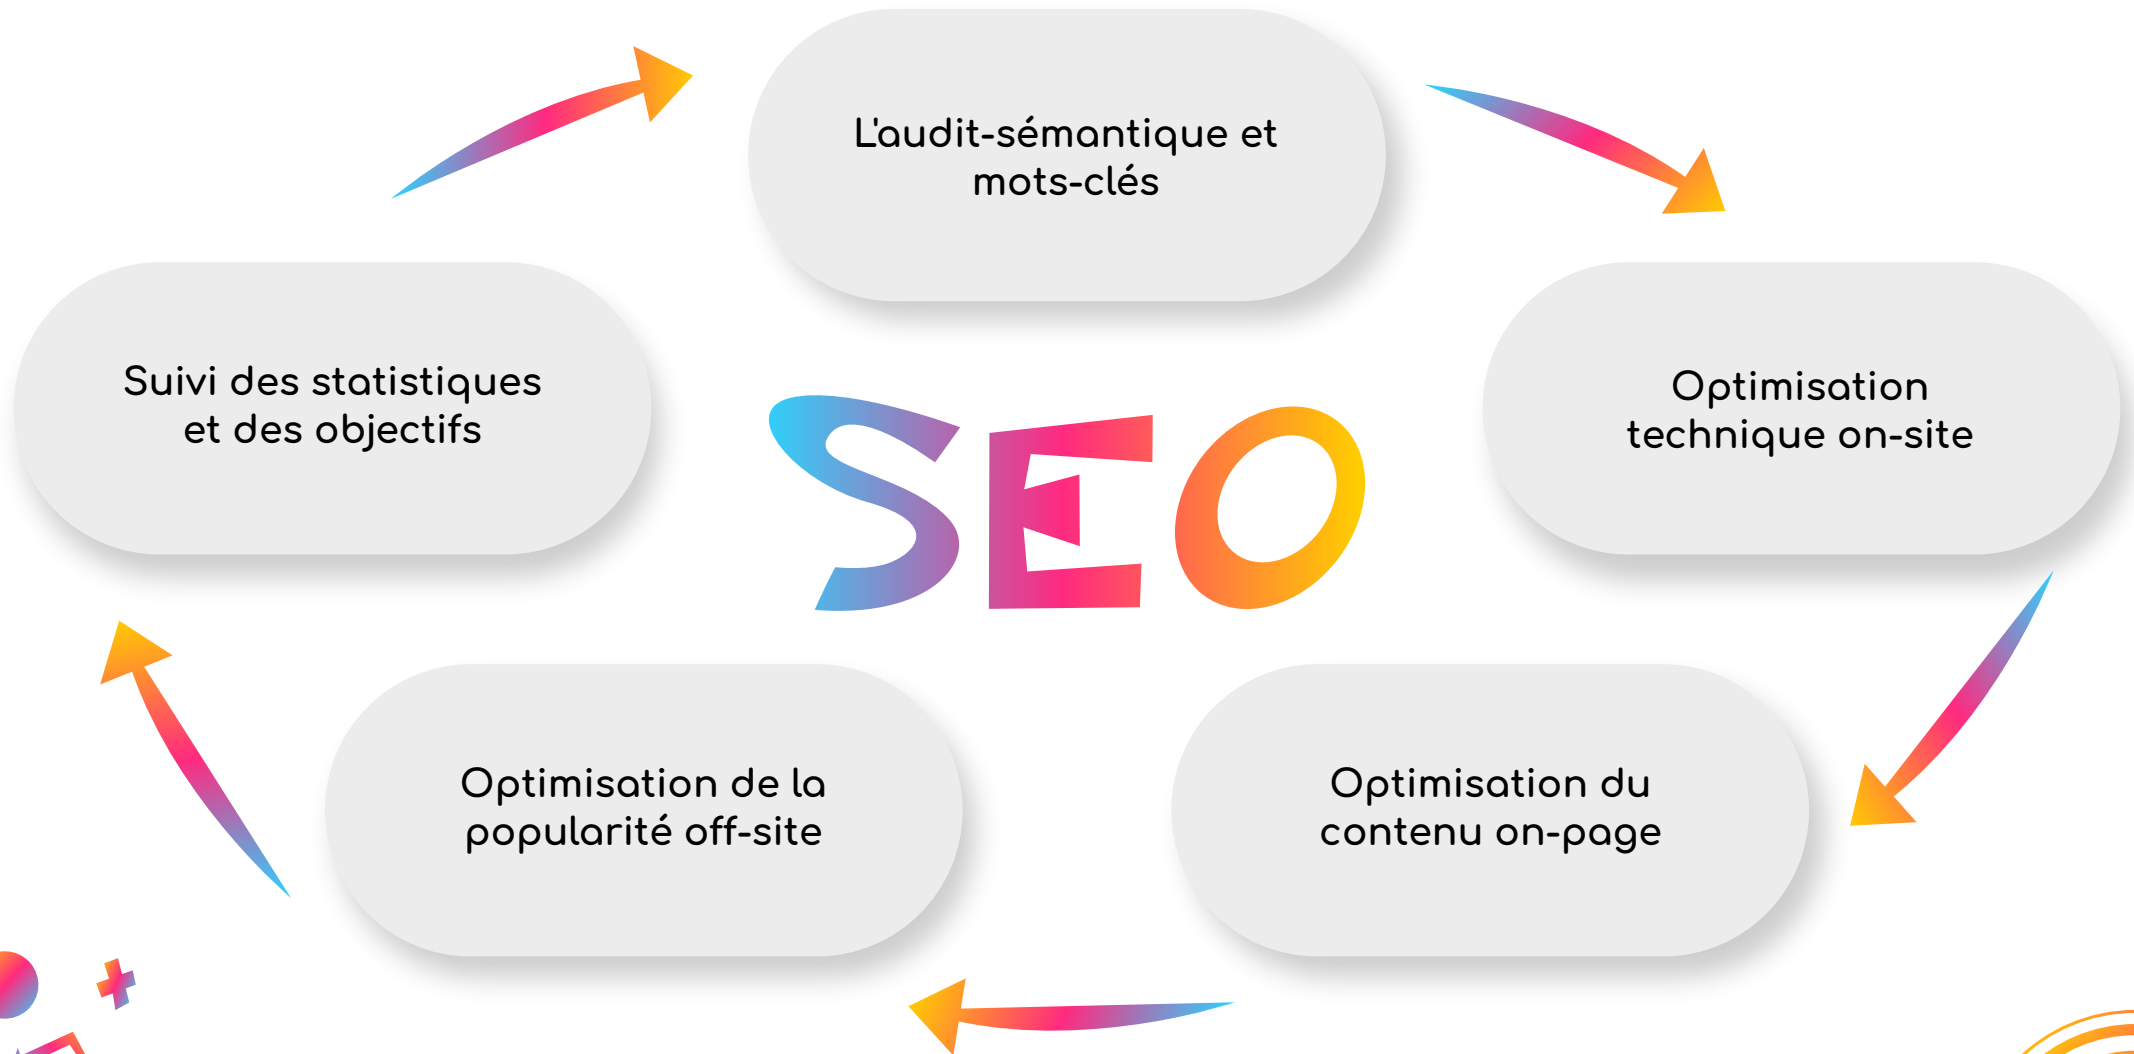 L'audit-sémantique et
mots-clés
Suivi des statistiques
et des objectifs
Optimisation
technique on-site
SEO
Optimisation de la
popularité off-site
Optimisation du
contenu on-page